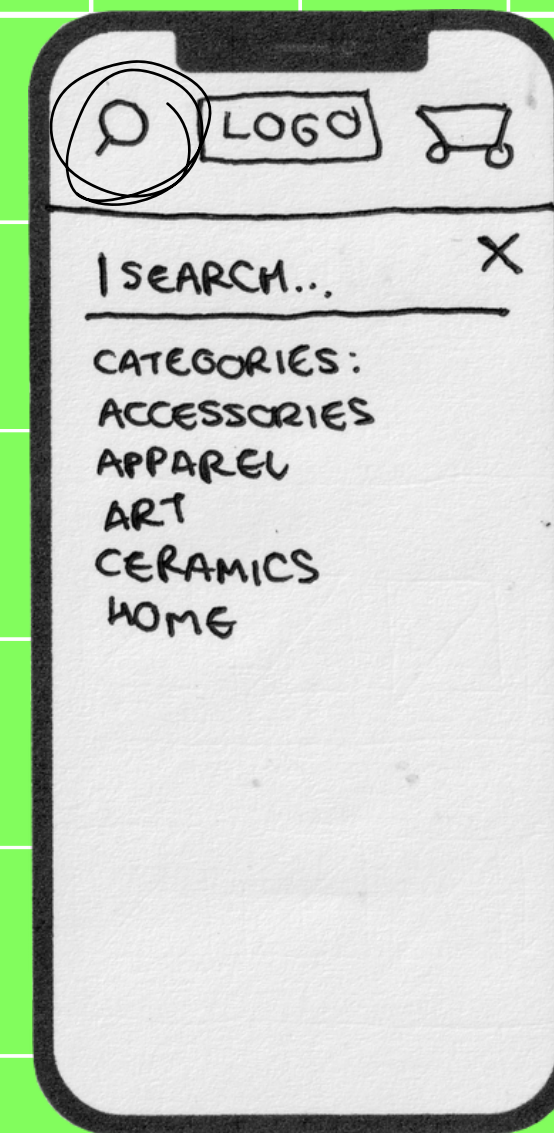 LOGO
SEARCH...
CATEGORIES:
ACCESSORIES
APPAREL
ART
CERAMICS
HOME